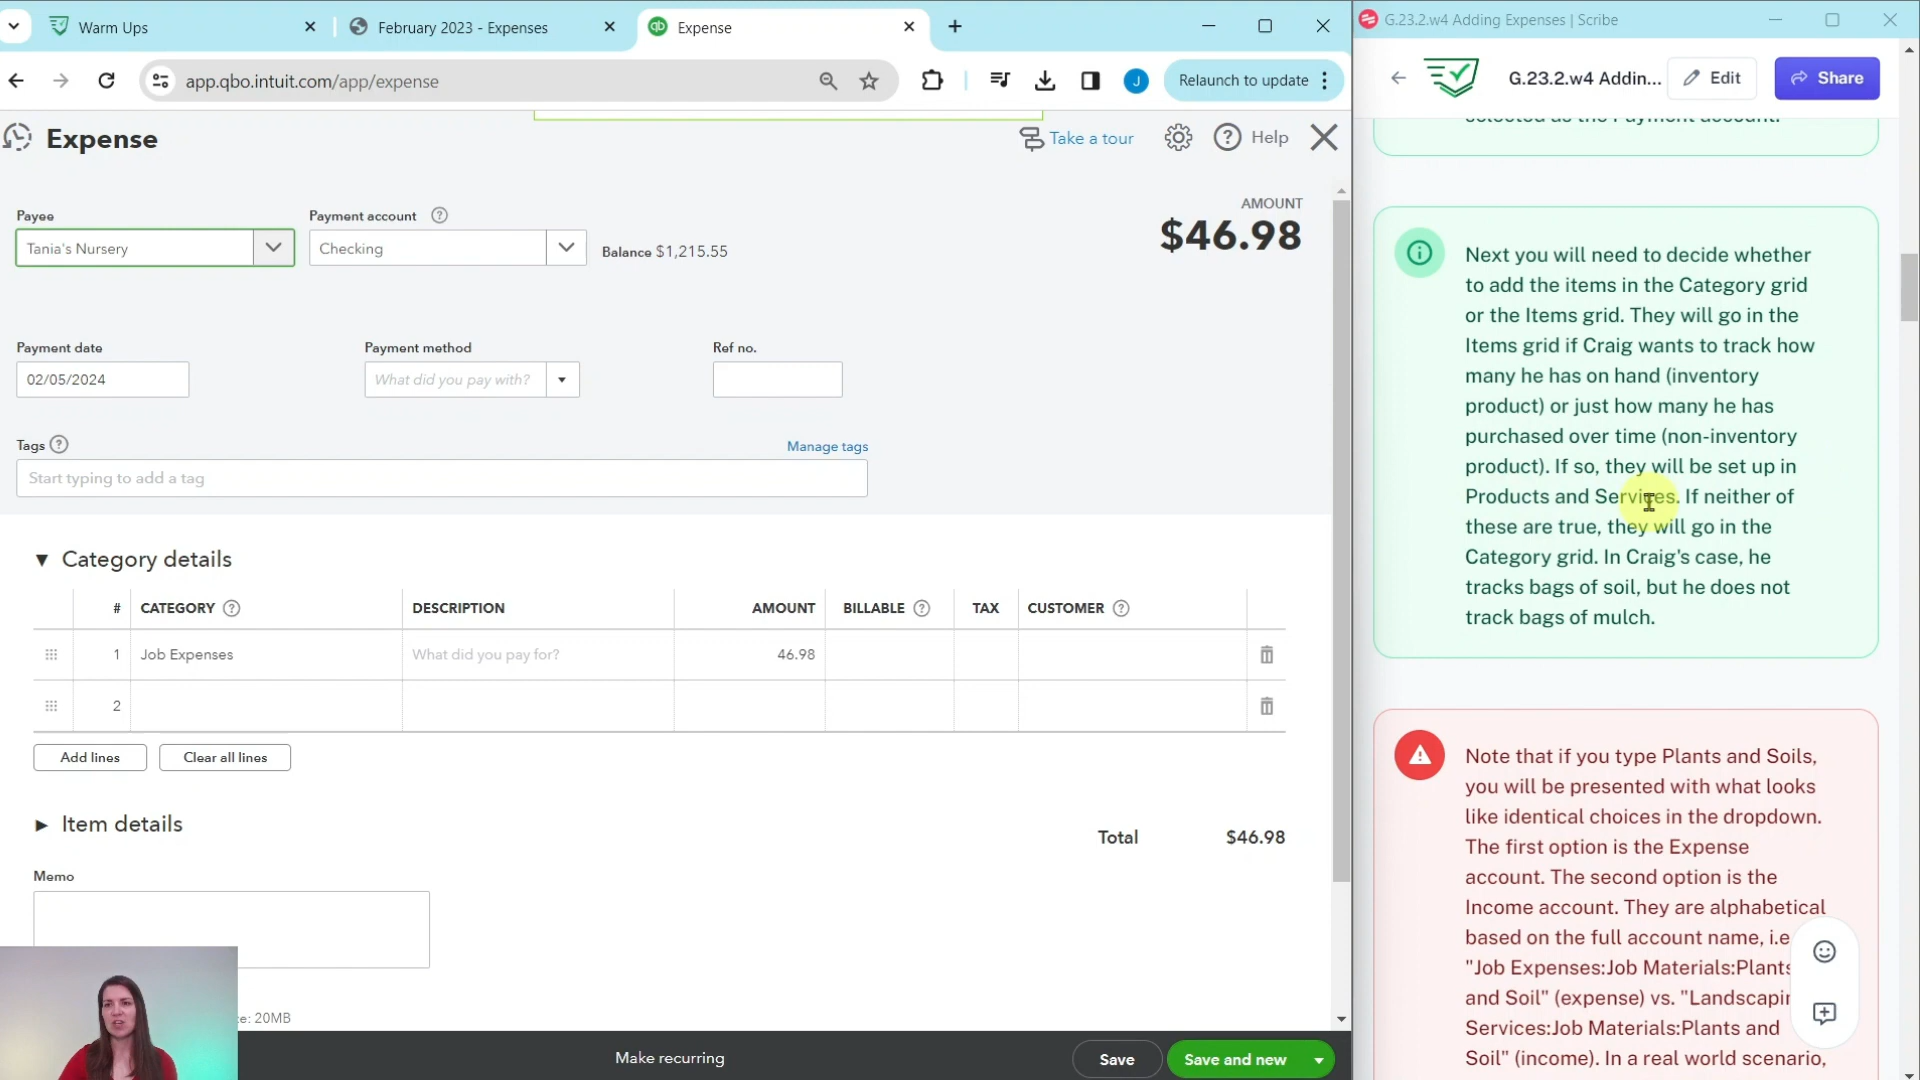 Warm Ups
February 2023 - Expenses
Expense
app.qbo.intuit.com/app/expense
J
Relaunch to update
Expense
Take a tour
Help
Payee
Tania's Nursery
Payment account
Checking
Balance $1,215.55
AMOUNT
$46.98
Payment date
02/05/2024
Payment method
What did you pay with?
Ref no.
Tags
Manage tags
Start typing to add a tag
Category details
# CATEGORY DESCRIPTION AMOUNT BILLABLE TAX CUSTOMER
1 Job Expenses What did you pay for? 46.98
2
Add lines
Clear all lines
Item details
Total $46.98
Memo
ze: 20MB
Make recurring
Save
Save and new
G.23.2.w4 Adding Expenses | Scribe
G.23.2.w4 Addin...
Edit
Share
selected as the Payment account.
Next you will need to decide whether
to add the items in the Category grid
or the Items grid. They will go in the
Items grid if Craig wants to track how
many he has on hand (inventory
product) or just how many he has
purchased over time (non-inventory
product). If so, they will be set up in
Products and Services. If neither of
these are true, they will go in the
Category grid. In Craig's case, he
tracks bags of soil, but he does not
track bags of mulch.
Note that if you type Plants and Soils,
you will be presented with what looks
like identical choices in the dropdown.
The first option is the Expense
account. The second option is the
Income account. They are alphabetical
based on the full account name, i.e
"Job Expenses:Job Materials:Plants
and Soil" (expense) vs. "Landscapin
Services:Job Materials:Plants and
Soil" (income). In a real world scenario,